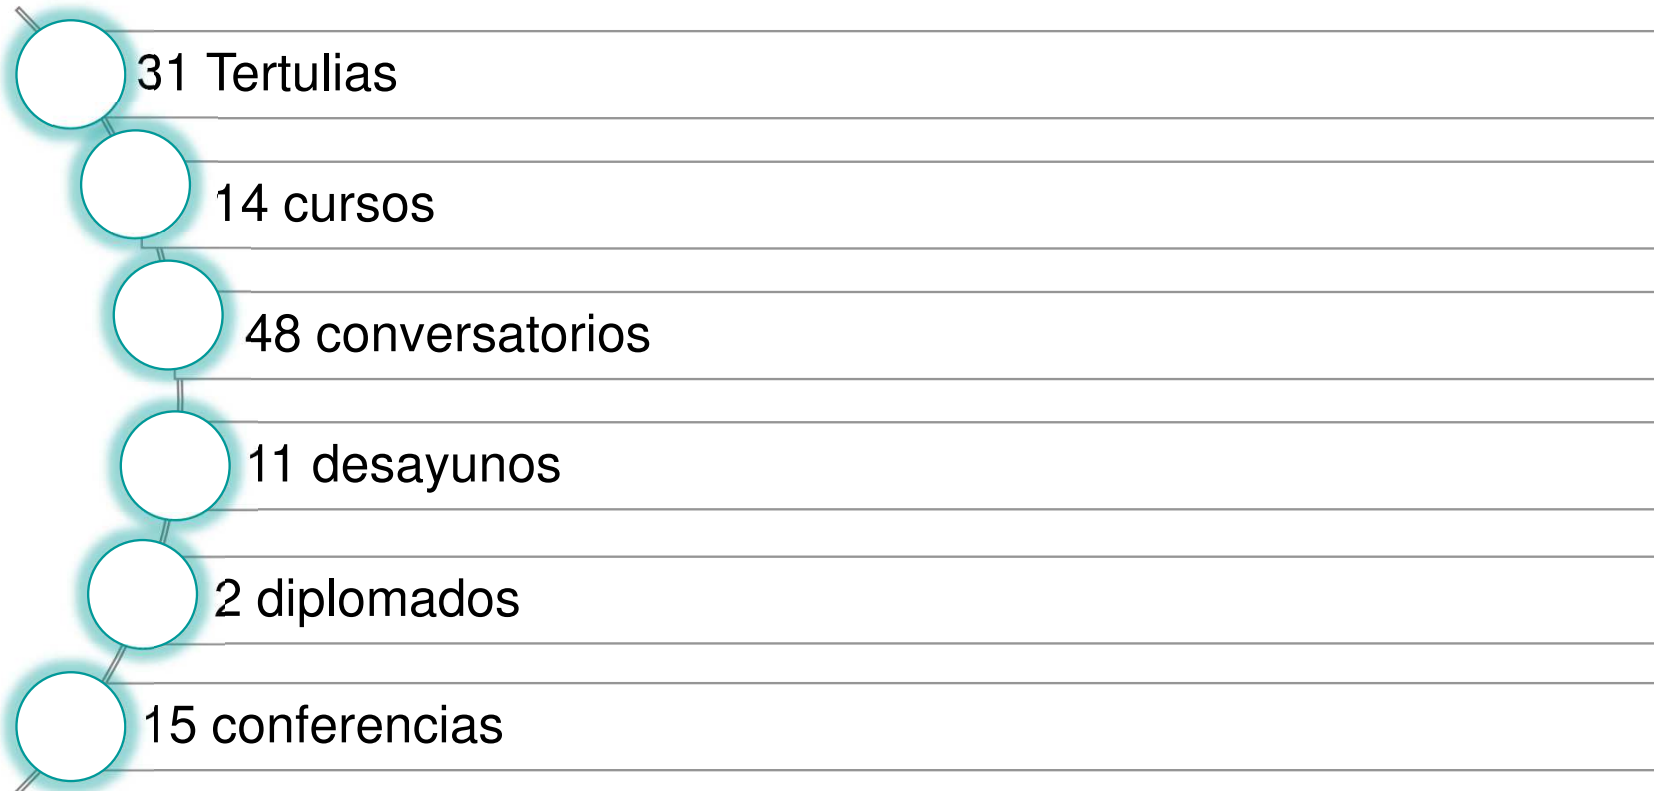 31 Tertulias
14 cursos
48 conversatorios
11 desayunos
2 diplomados
15 conferencias